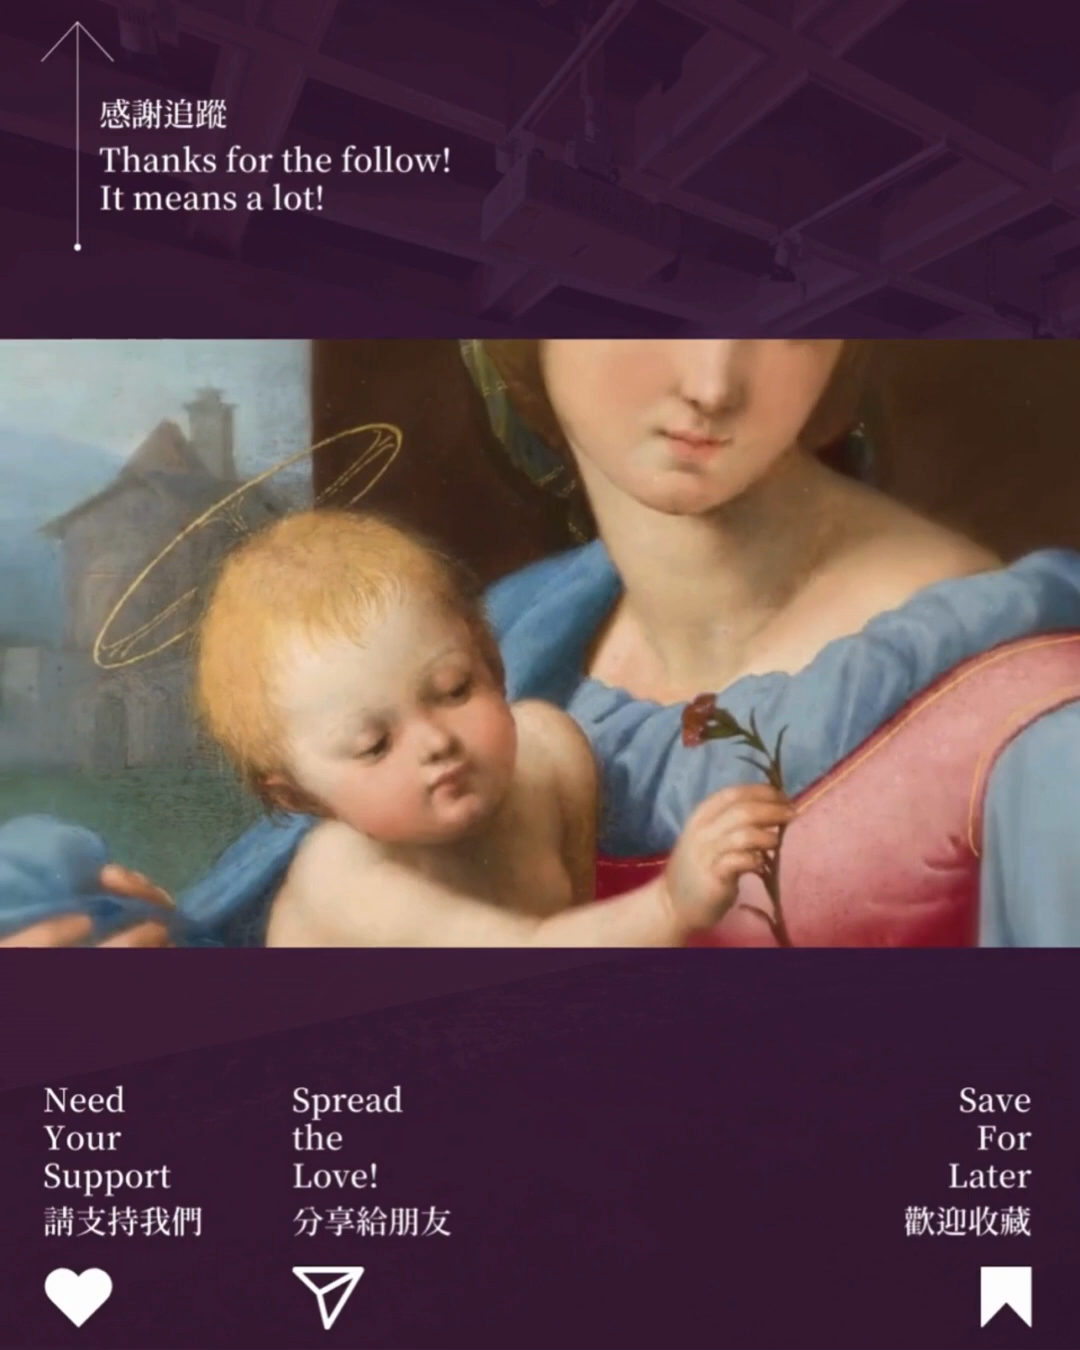 感謝追蹤
Thanks for the follow!
It means a lot!
Need
Your
Support
請支持我們
Spread
the
Love!
分享給朋友
Save
For
Later
歡迎收藏